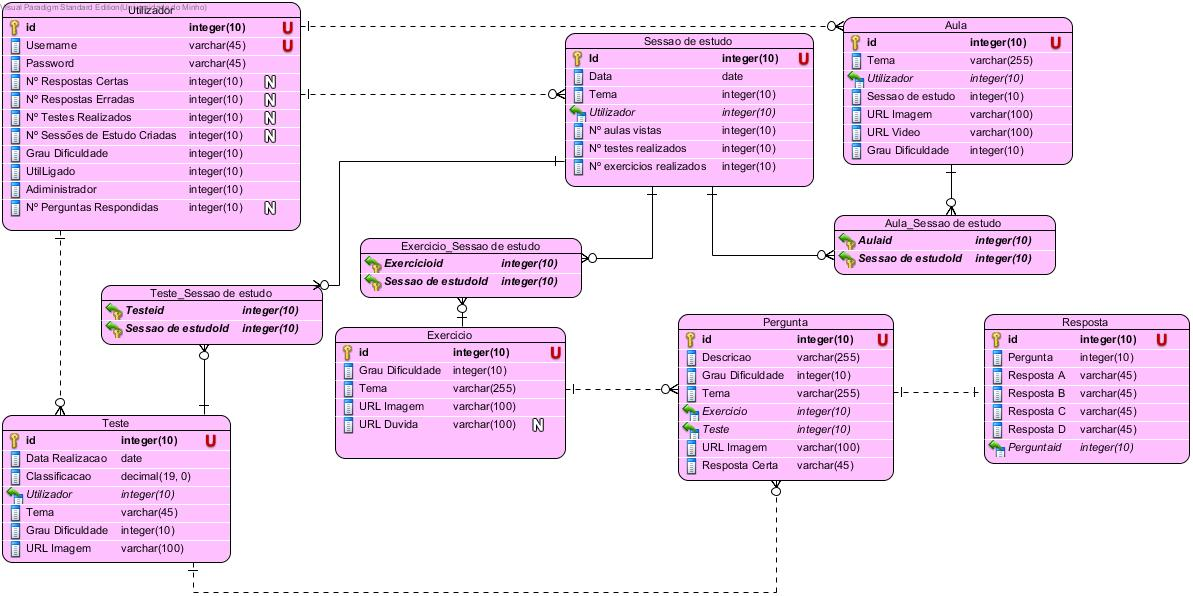 Visual Paradigm Standard Edition(Universidade do Minho)
Utilizador
id integer(10) U
Username varchar(45) U
Password varchar(45)
Nº Respostas Certas integer(10) N
Nº Respostas Erradas integer(10) N
Nº Testes Realizados integer(10) N
Nº Sessões de Estudo Criadas integer(10) N
Grau Dificuldade integer(10)
UtilLigado integer(10)
Adiministrador integer(10)
Nº Perguntas Respondidas integer(10) N
Sessao de estudo
Id integer(10) U
Data date
Tema integer(10)
Utilizador integer(10)
Nº aulas vistas integer(10)
Nº testes realizados integer(10)
Nº exercicios realizados integer(10)
Aula
id integer(10) U
Tema varchar(255)
Utilizador integer(10)
Sessao de estudo integer(10)
URL Imagem varchar(100)
URL Video varchar(100)
Grau Dificuldade integer(10)
Aula_Sessao de estudo
Aulaid integer(10)
Sessao de estudoId integer(10)
Exercicio_Sessao de estudo
Exercicioid integer(10)
Sessao de estudoId integer(10)
Teste_Sessao de estudo
Testeid integer(10)
Sessao de estudoId integer(10)
Exercicio
id integer(10) U
Grau Dificuldade integer(10)
Tema varchar(255)
URL Imagem varchar(100)
URL Duvida varchar(100) N
Pergunta
id integer(10) U
Descricao varchar(255)
Grau Dificuldade integer(10)
Tema varchar(255)
Exercicio integer(10)
Teste integer(10)
URL Imagem varchar(100)
Resposta Certa varchar(45)
Resposta
id integer(10) U
Pergunta integer(10)
Resposta A varchar(45)
Resposta B varchar(45)
Resposta C varchar(45)
Resposta D varchar(45)
Perguntaid integer(10)
Teste
id integer(10) U
Data Realizacao date
Classificacao decimal(19, 0)
Utilizador integer(10)
Tema varchar(45)
Grau Dificuldade integer(10)
URL Imagem varchar(100)